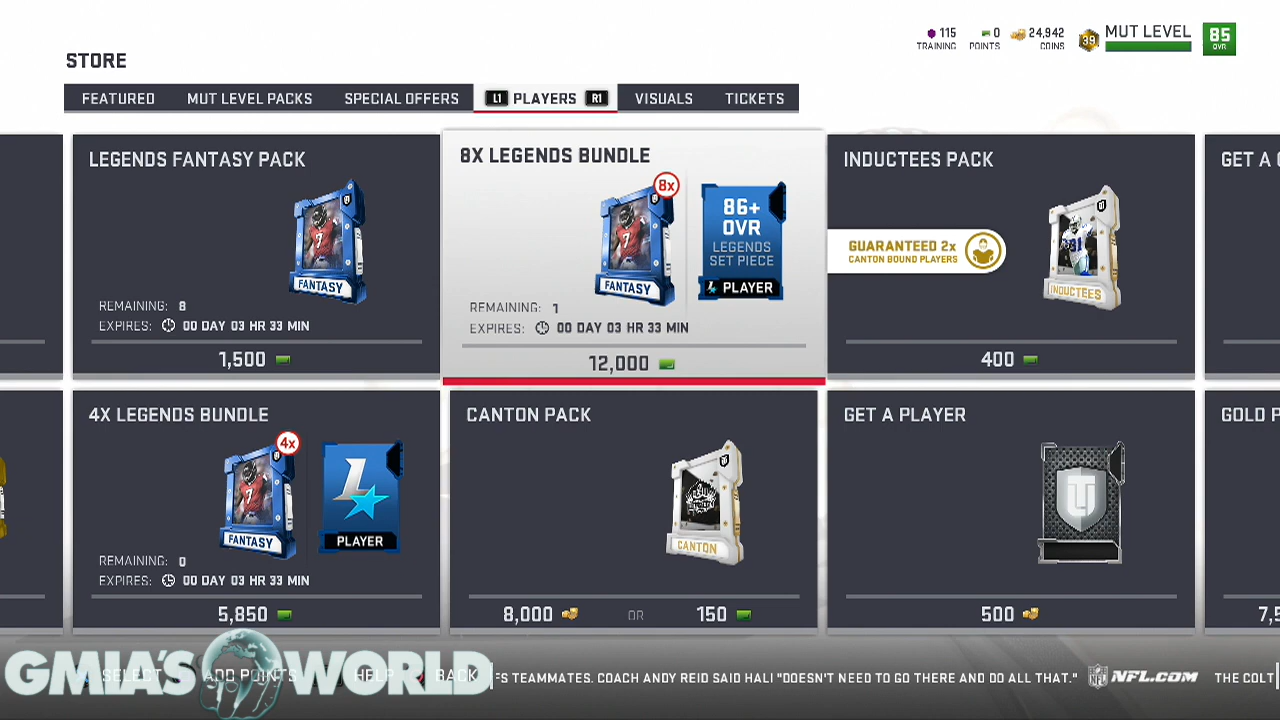 115
TRAINING
0
POINTS
24,942
COINS
39
MUT LEVEL
85
OVR
STORE
FEATURED
MUT LEVEL PACKS
SPECIAL OFFERS
L1 PLAYERS R1
VISUALS
TICKETS
LEGENDS FANTASY PACK
FANTASY
REMAINING: 8
EXPIRES: 00 DAY 03 HR 33 MIN
1,500
8X LEGENDS BUNDLE
8x
FANTASY
86+
OVR
LEGENDS
SET PIECE
PLAYER
REMAINING: 1
EXPIRES: 00 DAY 03 HR 33 MIN
12,000
INDUCTEES PACK
GUARANTEED 2x
CANTON BOUND PLAYERS
INDUCTEES
400
GET A
4X LEGENDS BUNDLE
4x
FANTASY
L
PLAYER
REMAINING: 0
EXPIRES: 00 DAY 03 HR 33 MIN
5,850
CANTON PACK
CANTON
8,000 OR 150
GET A PLAYER
500
GOLD
7,5
SELECT
ADD POINTS
HELP
BACK
GMIA'S WORLD
'S TEAMMATES. COACH ANDY REID SAID HALI "DOESN'T NEED TO GO THERE AND DO ALL THAT."
NFL.COM
THE COLT